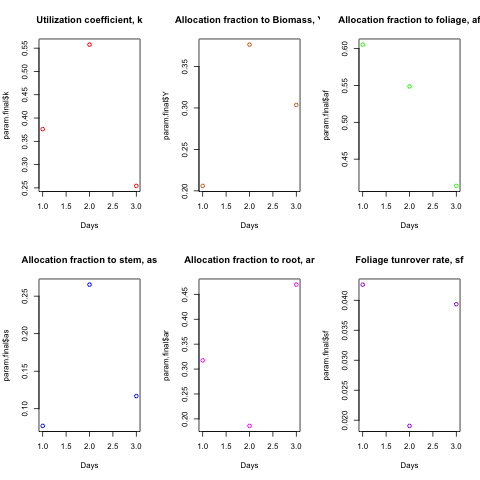 Utilization coefficient, k
param.final$k
0.25 0.30 0.35 0.40 0.45 0.50 0.55
1.0 1.5 2.0 2.5 3.0
Days
Allocation fraction to Biomass,
param.final$Y
0.20 0.25 0.30 0.35
1.0 1.5 2.0 2.5 3.0
Days
Allocation fraction to foliage, af
param.final$af
0.45 0.50 0.55 0.60
1.0 1.5 2.0 2.5 3.0
Days
Allocation fraction to stem, as
param.final$as
0.10 0.15 0.20 0.25
1.0 1.5 2.0 2.5 3.0
Days
Allocation fraction to root, ar
param.final$ar
0.20 0.25 0.30 0.35 0.40 0.45
1.0 1.5 2.0 2.5 3.0
Days
Foliage tunrover rate, sf
param.final$sf
0.020 0.025 0.030 0.035 0.040
1.0 1.5 2.0 2.5 3.0
Days